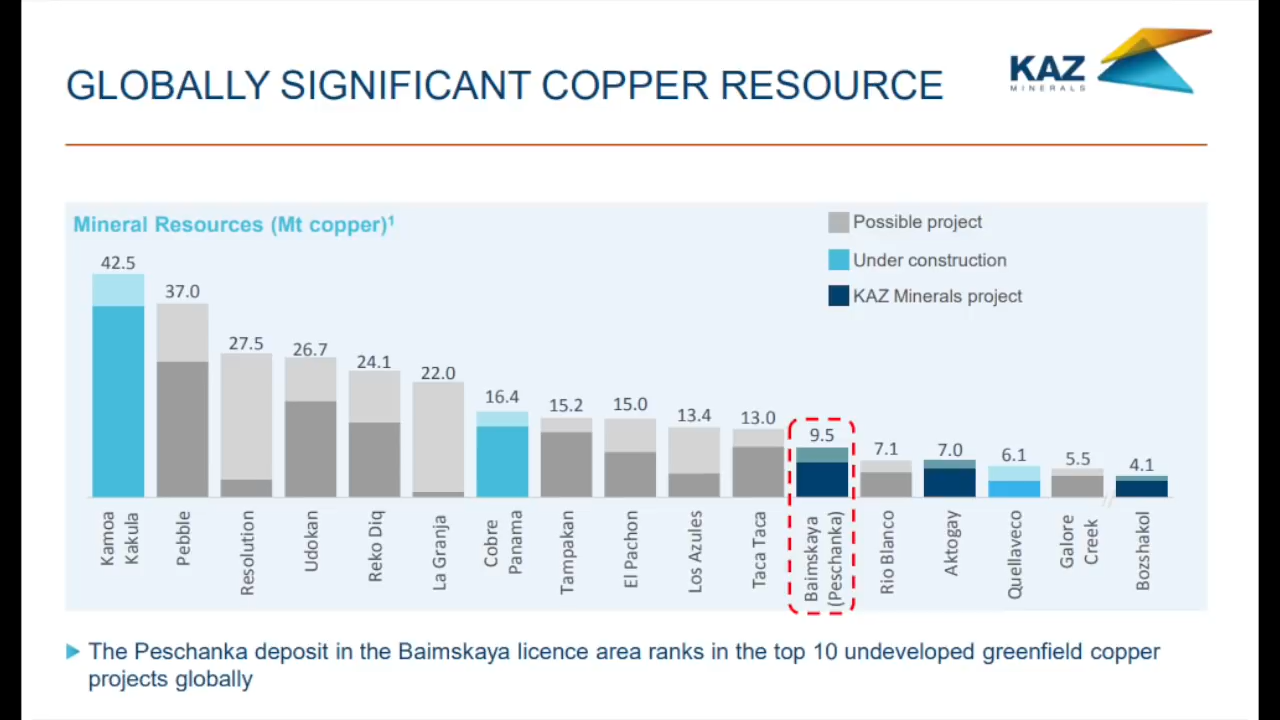 GLOBALLY SIGNIFICANT COPPER RESOURCE
KAZ
MINERALS
Mineral Resources (Mt copper)¹
Possible project
Under construction
KAZ Minerals project
42.5
37.0
27.5
26.7
24.1
22.0
16.4
15.2
15.0
13.4
13.0
9.5
7.1
7.0
6.1
5.5
4.1
Kamoa
Kakula
Pebble
Resolution
Udokan
Reko Diq
La Granja
Cobre
Panama
Tampakan
El Pachon
Los Azules
Taca Taca
Baimskaya
(Peschanka)
Rio Blanco
Aktogay
Quellaveco
Galore
Creek
Bozshakol
The Peschanka deposit in the Baimskaya licence area ranks in the top 10 undeveloped greenfield copper
projects globally